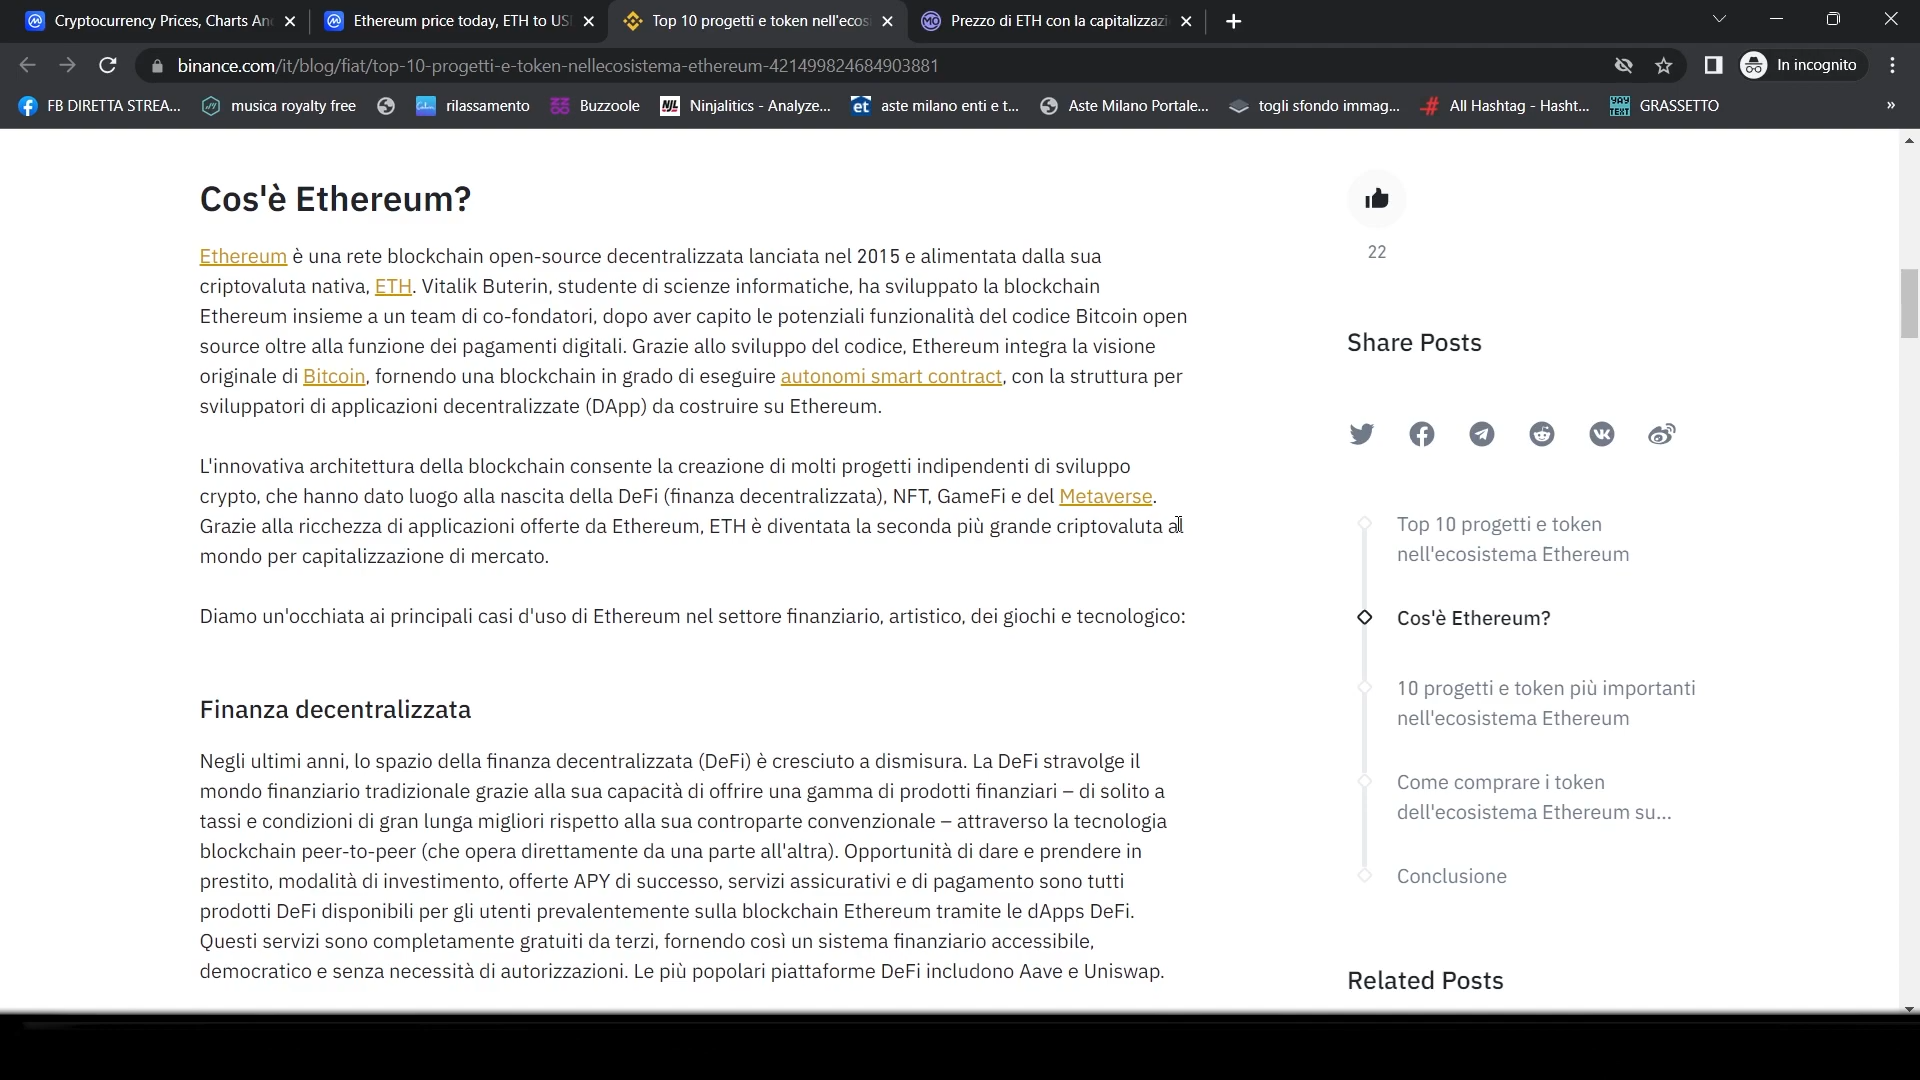 Cryptocurrency Prices, Charts An
Ethereum price today, ETH to US
Top 10 progetti e token nell'ecos
Prezzo di ETH con la capitalizzazi
binance.com/it/blog/fiat/top-10-progetti-e-token-nellecosistema-ethereum-421499824684903881
In incognito
FB DIRETTA STREA...
musica royalty free
rilassamento
Buzzoole
NJL
Ninjalitics - Analyze...
et
aste milano enti e t...
Aste Milano Portale...
togli sfondo immag...
All Hashtag - Hasht...
YAY
TEXT
GRASSETTO
»
Cos'è Ethereum?
Ethereum è una rete blockchain open-source decentralizzata lanciata nel 2015 e alimentata dalla sua
criptovaluta nativa, ETH. Vitalik Buterin, studente di scienze informatiche, ha sviluppato la blockchain
Ethereum insieme a un team di co-fondatori, dopo aver capito le potenziali funzionalità del codice Bitcoin open
source oltre alla funzione dei pagamenti digitali. Grazie allo sviluppo del codice, Ethereum integra la visione
originale di Bitcoin, fornendo una blockchain in grado di eseguire autonomi smart contract, con la struttura per
sviluppatori di applicazioni decentralizzate (DApp) da costruire su Ethereum.
L'innovativa architettura della blockchain consente la creazione di molti progetti indipendenti di sviluppo
crypto, che hanno dato luogo alla nascita della DeFi (finanza decentralizzata), NFT, GameFi e del Metaverse.
Grazie alla ricchezza di applicazioni offerte da Ethereum, ETH è diventata la seconda più grande criptovaluta al
mondo per capitalizzazione di mercato.
Diamo un'occhiata ai principali casi d'uso di Ethereum nel settore finanziario, artistico, dei giochi e tecnologico:
Finanza decentralizzata
Negli ultimi anni, lo spazio della finanza decentralizzata (DeFi) è cresciuto a dismisura. La DeFi stravolge il
mondo finanziario tradizionale grazie alla sua capacità di offrire una gamma di prodotti finanziari – di solito a
tassi e condizioni di gran lunga migliori rispetto alla sua controparte convenzionale – attraverso la tecnologia
blockchain peer-to-peer (che opera direttamente da una parte all'altra). Opportunità di dare e prendere in
prestito, modalità di investimento, offerte APY di successo, servizi assicurativi e di pagamento sono tutti
prodotti DeFi disponibili per gli utenti prevalentemente sulla blockchain Ethereum tramite le dApps DeFi.
Questi servizi sono completamente gratuiti da terzi, fornendo così un sistema finanziario accessibile,
democratico e senza necessità di autorizzazioni. Le più popolari piattaforme DeFi includono Aave e Uniswap.
22
Share Posts
Top 10 progetti e token
nell'ecosistema Ethereum
Cos'è Ethereum?
10 progetti e token più importanti
nell'ecosistema Ethereum
Come comprare i token
dell'ecosistema Ethereum su...
Conclusione
Related Posts